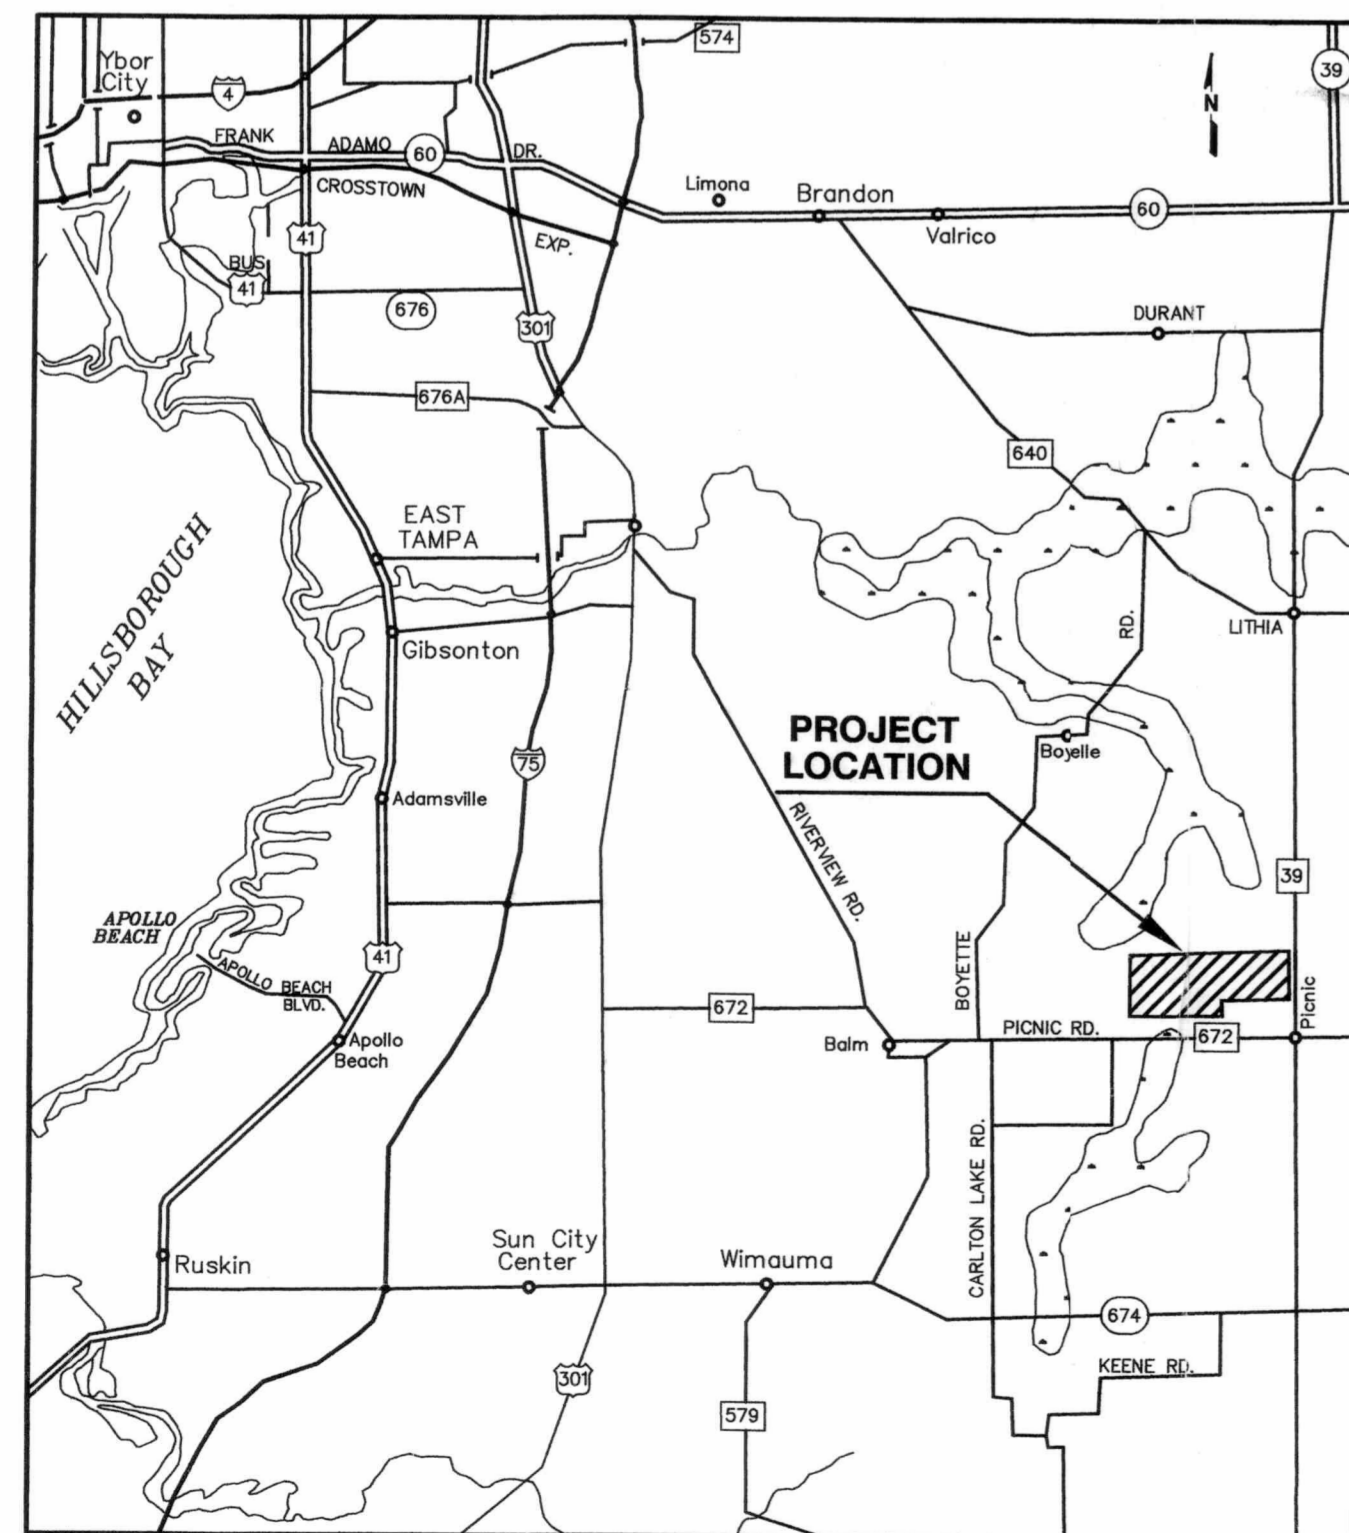 574
Ybor
City
4
39
N
FRANK
ADAMO
60
DR.
CROSSTOWN
EXP.
Limona
Brandon
Valrico
60
41
BUS.
41
676
301
DURANT
676A
640
EAST
TAMPA
HILLSBOROUGH
BAY
Gibsonton
RD.
LITHIA
PROJECT
LOCATION
Boyelle
75
Adamsville
RIVERVIEW RD.
39
APOLLO
BEACH
41
APOLLO BEACH
BLVD.
BOYETTE
672
PICNIC RD.
672
Picnic
Apollo
Beach
Balm
CARLTON LAKE RD.
Ruskin
Sun City
Center
Wimauma
674
KEENE RD.
301
579